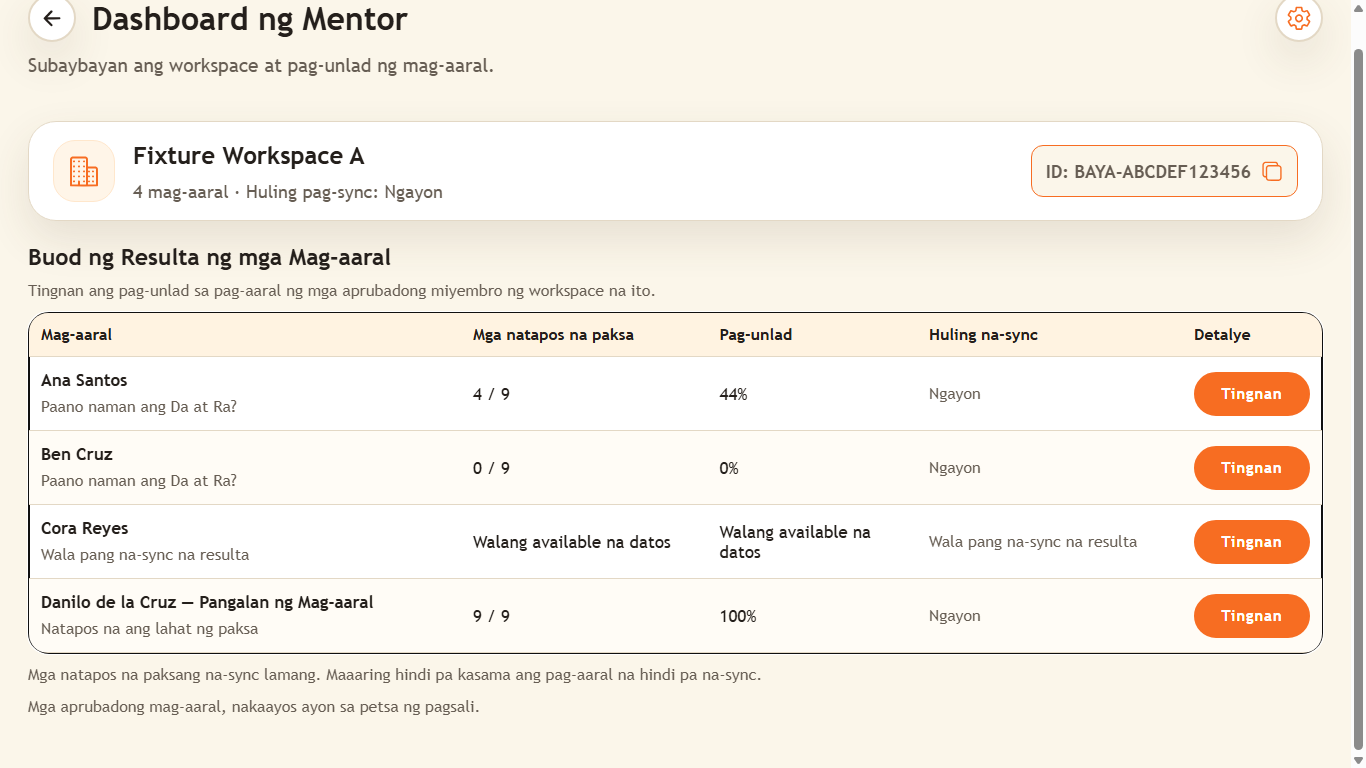 Dashboard ng Mentor
Subaybayan ang workspace at pag-unlad ng mag-aaral.
Fixture Workspace A
4 mag-aaral · Huling pag-sync: Ngayon
ID: BAYA-ABCDEF123456
Buod ng Resulta ng mga Mag-aaral
Tingnan ang pag-unlad sa pag-aaral ng mga aprubadong miyembro ng workspace na ito.
Mag-aaral Mga natapos na paksa Pag-unlad Huling na-sync Detalye
Ana Santos
Paano naman ang Da at Ra?
4 / 9 44% Ngayon Tingnan
Ben Cruz
Paano naman ang Da at Ra?
0 / 9 0% Ngayon Tingnan
Cora Reyes
Wala pang na-sync na resulta
Walang available na datos
Walang available na
datos
Wala pang na-sync na resulta
Tingnan
Danilo de la Cruz — Pangalan ng Mag-aaral
Natapos na ang lahat ng paksa
9 / 9 100% Ngayon Tingnan
Mga natapos na paksang na-sync lamang. Maaaring hindi pa kasama ang pag-aaral na hindi pa na-sync.
Mga aprubadong mag-aaral, nakaayos ayon sa petsa ng pagsali.